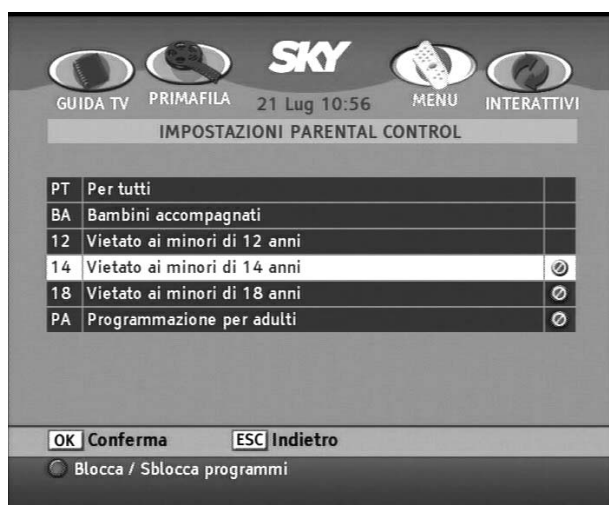 SKY
GUIDA TV PRIMAFILA 21 Lug 10:56 MENU INTERATTIVI
IMPOSTAZIONI PARENTAL CONTROL
PT Per tutti
BA Bambini accompagnati
12 Vietato ai minori di 12 anni
14 Vietato ai minori di 14 anni
18 Vietato ai minori di 18 anni
PA Programmazione per adulti
OK Conferma ESC Indietro
Blocca / Sblocca programmi